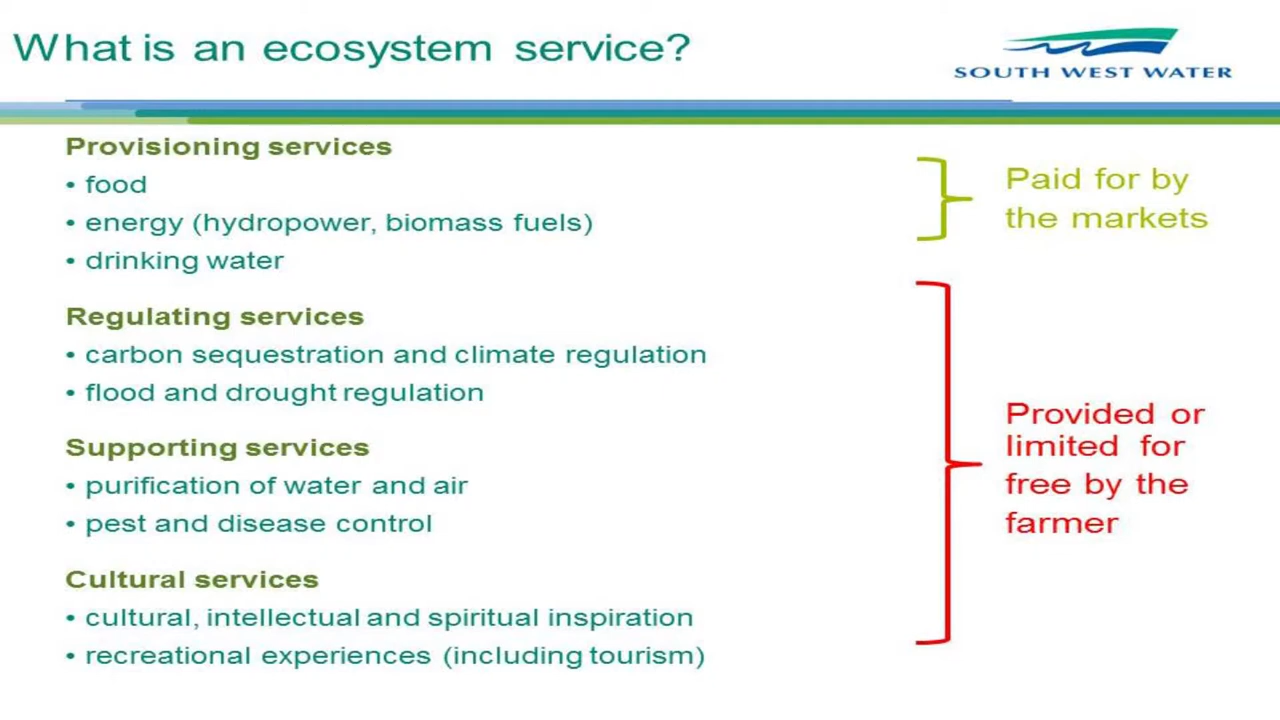 What is an ecosystem service?
SOUTH WEST WATER
Provisioning services
• food
• energy (hydropower, biomass fuels)
• drinking water
Paid for by
the markets
Regulating services
• carbon sequestration and climate regulation
• flood and drought regulation
Supporting services
• purification of water and air
• pest and disease control
Cultural services
• cultural, intellectual and spiritual inspiration
• recreational experiences (including tourism)
Provided or
limited for
free by the
farmer